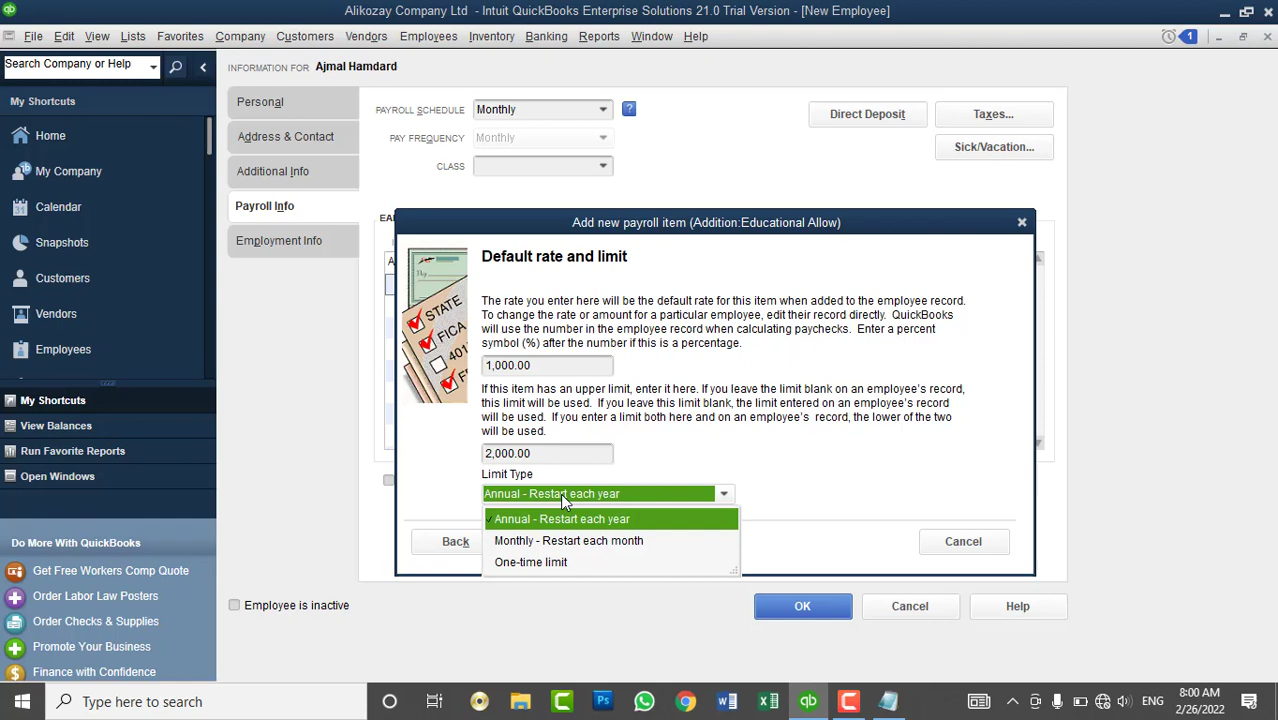 Alikozay Company Ltd - Intuit QuickBooks Enterprise Solutions 21.0 Trial Version - [New Employee]
File Edit View Lists Favorites Company Customers Vendors Employees Inventory Banking Reports Window Help
1
Search Company or Help
My Shortcuts
Home
My Company
Calendar
Snapshots
Customers
Vendors
Employees
My Shortcuts
View Balances
Run Favorite Reports
Open Windows
Do More With QuickBooks
Get Free Workers Comp Quote
Order Labor Law Posters
Order Checks & Supplies
Promote Your Business
Finance with Confidence
INFORMATION FOR Ajmal Hamdard
Personal
Address & Contact
Additional Info
Payroll Info
Employment Info
PAYROLL SCHEDULE Monthly ?
PAY FREQUENCY Monthly
CLASS
Direct Deposit
Taxes...
Sick/Vacation...
Add new payroll item (Addition:Educational Allow)
STATE
FICA
Default rate and limit
The rate you enter here will be the default rate for this item when added to the employee record.
To change the rate or amount for a particular employee, edit their record directly. QuickBooks
will use the number in the employee record when calculating paychecks. Enter a percent
symbol (%) after the number if this is a percentage.
1,000.00
If this item has an upper limit, enter it here. If you leave the limit blank on an employee's record,
this limit will be used. If you leave this limit blank, the limit entered on an employee's record
will be used. If you enter a limit both here and on an employee's record, the lower of the two
will be used.
2,000.00
Limit Type
Annual - Restart each year
Annual - Restart each year
Monthly - Restart each month
One-time limit
Back
Cancel
Employee is inactive
OK
Cancel
Help
Type here to search
ENG
8:00 AM
2/26/2022